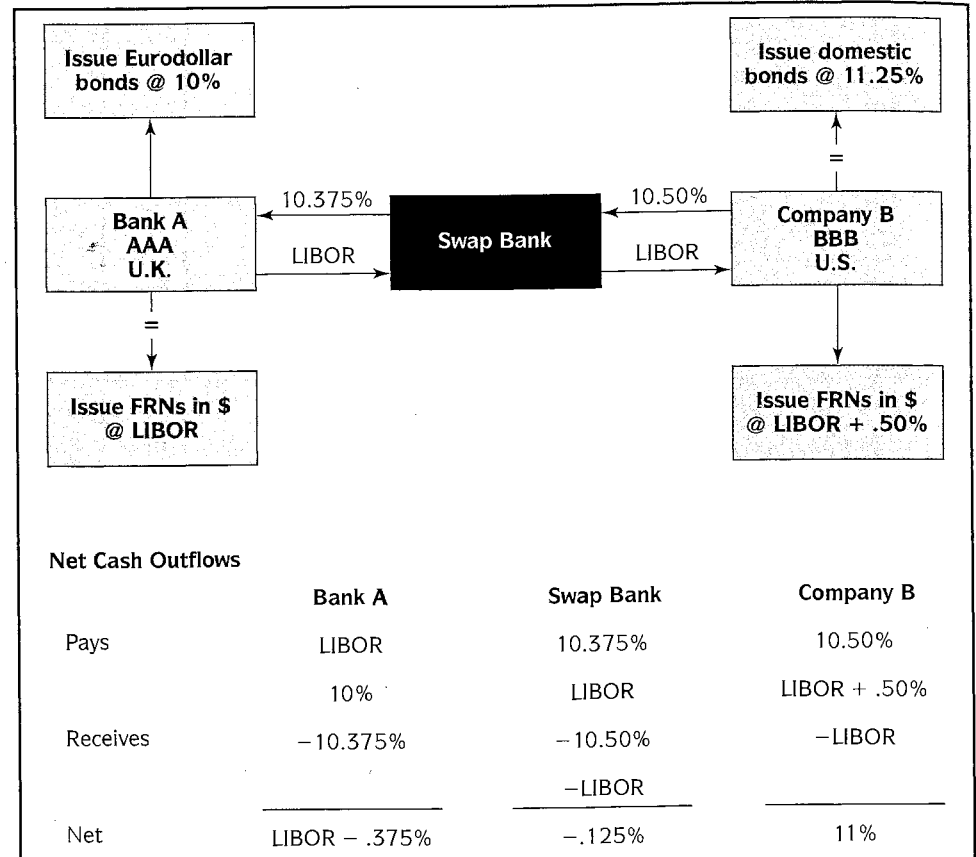 Issue Eurodollar
bonds @ 10%
Issue domestic
bonds @ 11.25%
=
10.375%
10.50%
Bank A
AAA
U.K.
Swap Bank
Company B
BBB
U.S.
LIBOR
LIBOR
=
Issue FRNs in $
@ LIBOR
Issue FRNs in $
@ LIBOR + .50%
Net Cash Outflows
Bank A Swap Bank Company B
Pays LIBOR 10.375% 10.50%
10% LIBOR LIBOR + .50%
Receives −10.375% −10.50% −LIBOR
−LIBOR
Net LIBOR − .375% −.125% 11%